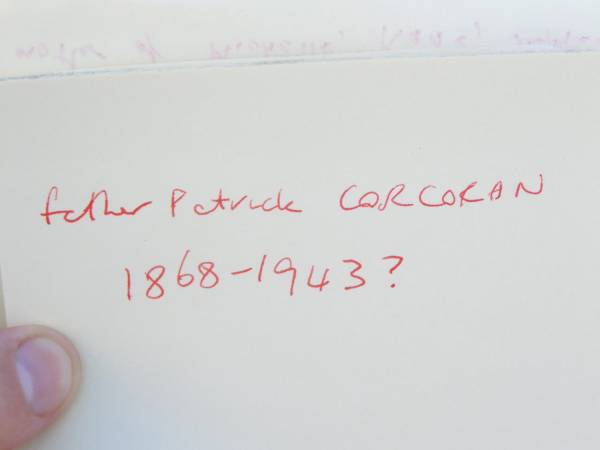 father Patrick CORCORAN
1868-1943?